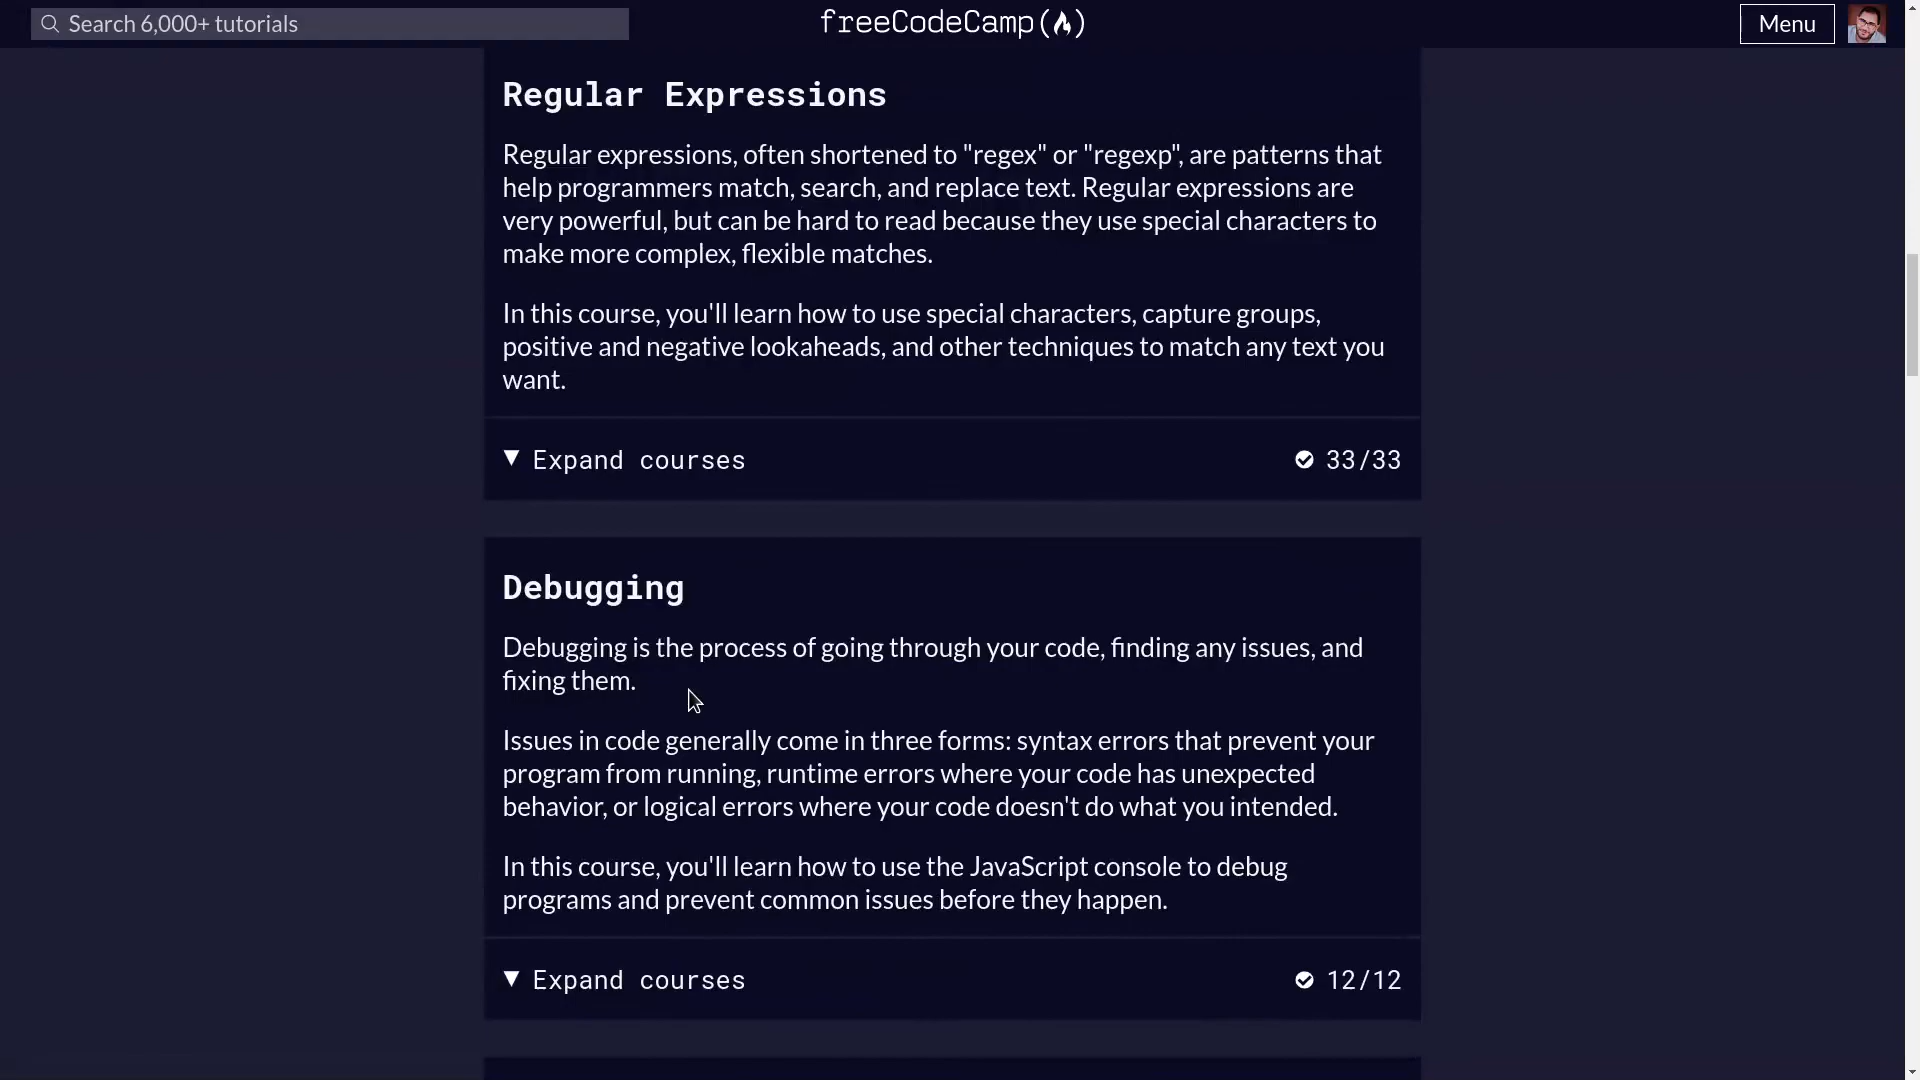 Search 6,000+ tutorials
freeCodeCamp(🔥)
Menu
Regular Expressions
Regular expressions, often shortened to "regex" or "regexp", are patterns that
help programmers match, search, and replace text. Regular expressions are
very powerful, but can be hard to read because they use special characters to
make more complex, flexible matches.
In this course, you'll learn how to use special characters, capture groups,
positive and negative lookaheads, and other techniques to match any text you
want.
▼ Expand courses
33/33
Debugging
Debugging is the process of going through your code, finding any issues, and
fixing them.
Issues in code generally come in three forms: syntax errors that prevent your
program from running, runtime errors where your code has unexpected
behavior, or logical errors where your code doesn't do what you intended.
In this course, you'll learn how to use the JavaScript console to debug
programs and prevent common issues before they happen.
▼ Expand courses
12/12